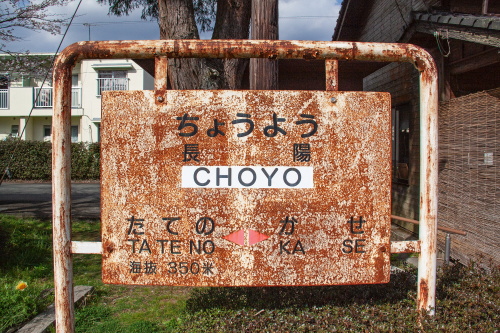 ちょうよう
長 陽
CHOYO
たての かせ
TATENO KASE
海抜 350米